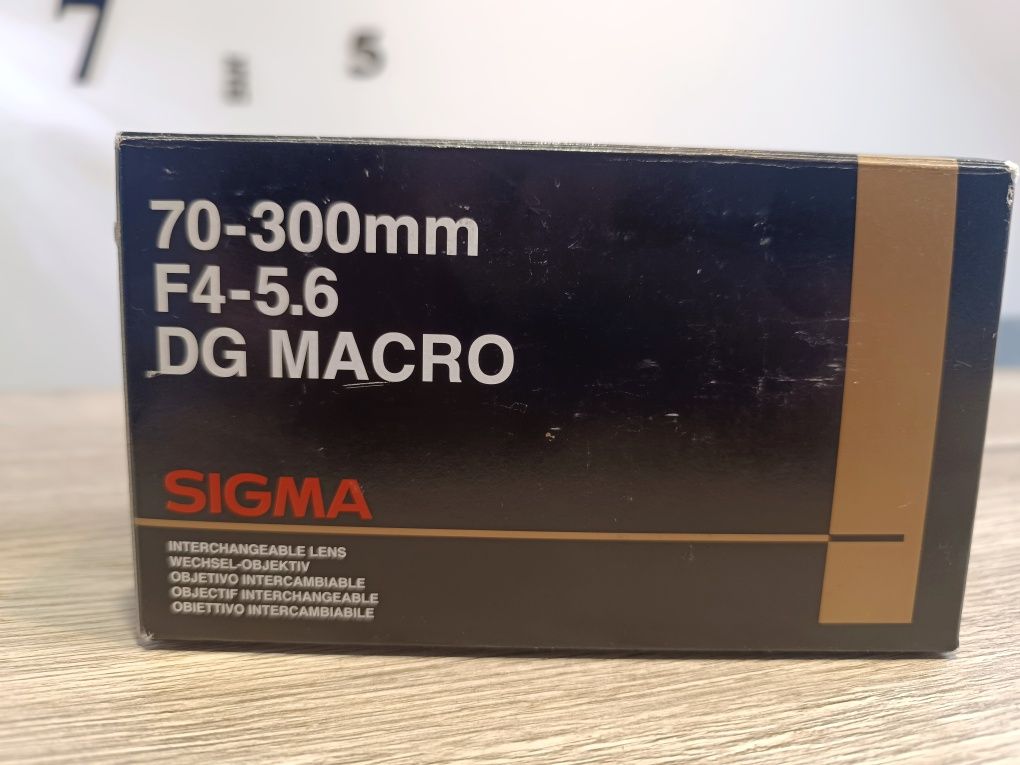 7
5
70-300mm
F4-5.6
DG MACRO
SIGMA
INTERCHANGEABLE LENS
WECHSEL-OBJEKTIV
OBJETIVO INTERCAMBIABLE
OBJECTIF INTERCHANGEABLE
OBIETTIVO INTERCAMBIABILE